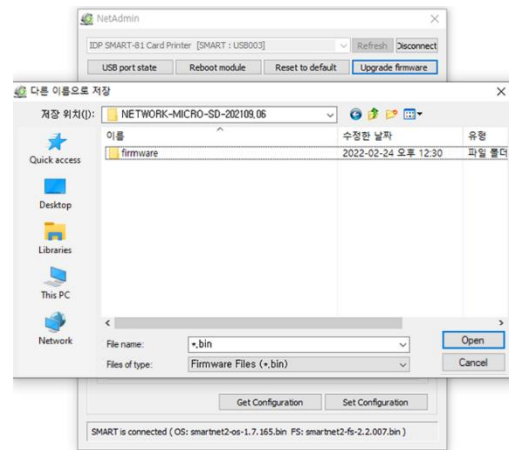 NetAdmin
IDP SMART-81 Card Printer [SMART : USB003]
Refresh
Disconnect
USB port state
Reboot module
Reset to default
Upgrade firmware
다른 이름으로 저장
저장 위치(I):
NETWORK-MICRO-SD-202109,06
이름
수정한 날짜
유형
firmware
2022-02-24 오후 12:30
파일 폴더
Quick access
Desktop
Libraries
This PC
Network
File name:
*.bin
Open
Files of type:
Firmware Files (*.bin)
Cancel
Get Configuration
Set Configuration
SMART is connected ( OS: smartnet2-os-1.7.165.bin FS: smartnet2-fs-2.2.007.bin )